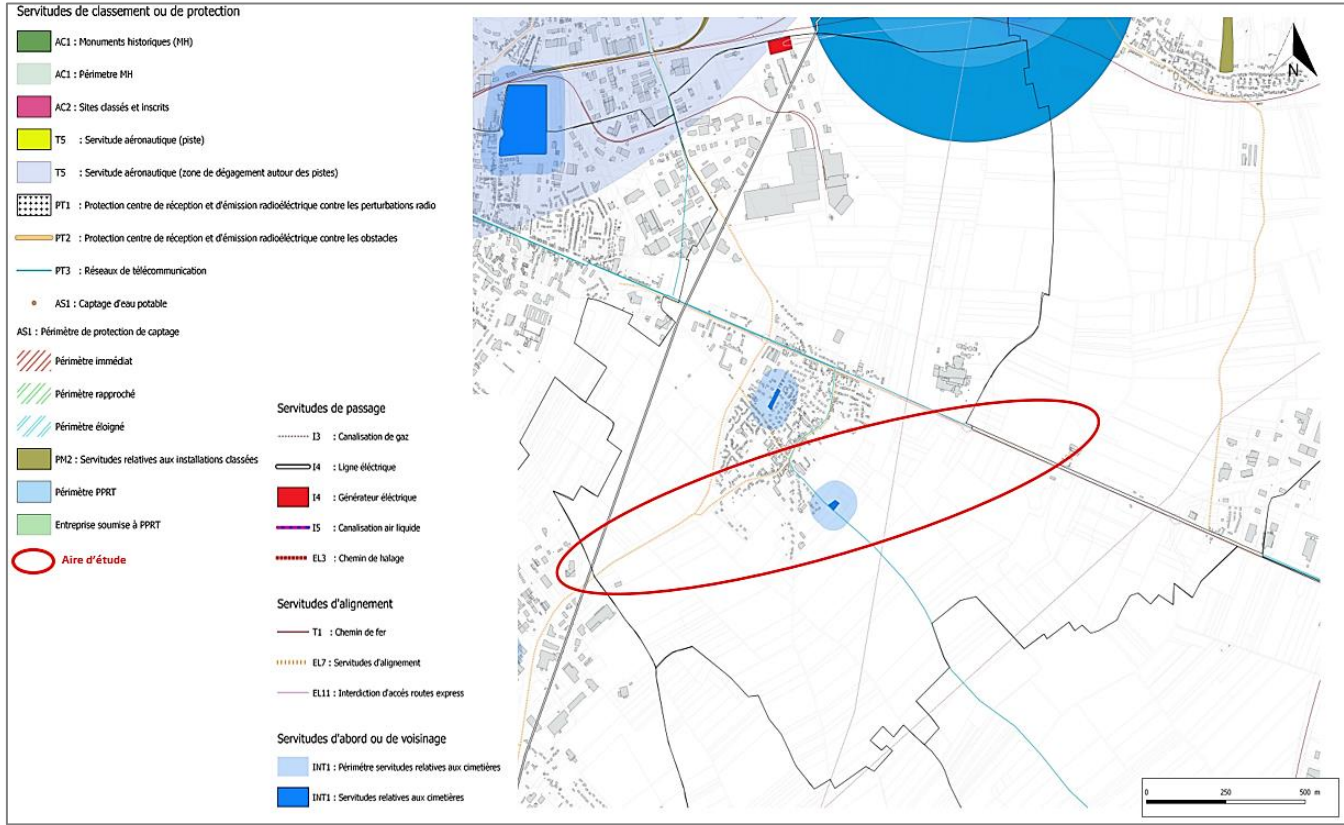 Servitudes de classement ou de protection
AC1 : Monuments historiques (MH)
AC1 : Périmetre MH
AC2 : Sites classés et inscrits
T5 : Servitude aéronautique (piste)
T5 : Servitude aéronautique (zone de dégagement autour des pistes)
PT1 : Protection centre de réception et d'émission radioéléctrique contre les perturbations radio
PT2 : Protection centre de réception et d'émission radioéléctrique contre les obstacles
PT3 : Réseaux de télécommunication
AS1 : Captage d'eau potable
AS1 : Périmètre de protection de captage
Périmètre immédiat
Périmètre rapproché
Périmètre éloigné
PM2 : Servitudes relatives aux installations classées
Périmètre PPRT
Entreprise soumise à PPRT
Aire d'étude
Servitudes de passage
I3 : Canalisation de gaz
I4 : Ligne éléctrique
I4 : Générateur éléctrique
I5 : Canalisation air liquide
EL3 : Chemin de halage
Servitudes d'alignement
T1 : Chemin de fer
EL7 : Servitudes d'alignement
EL11 : Interdiction d'accés routes express
Servitudes d'abord ou de voisinage
INT1 : Périmétre servitudes relatives aux cimetières
INT1 : Servitudes relatives aux cimetières
N
0 250 500 m